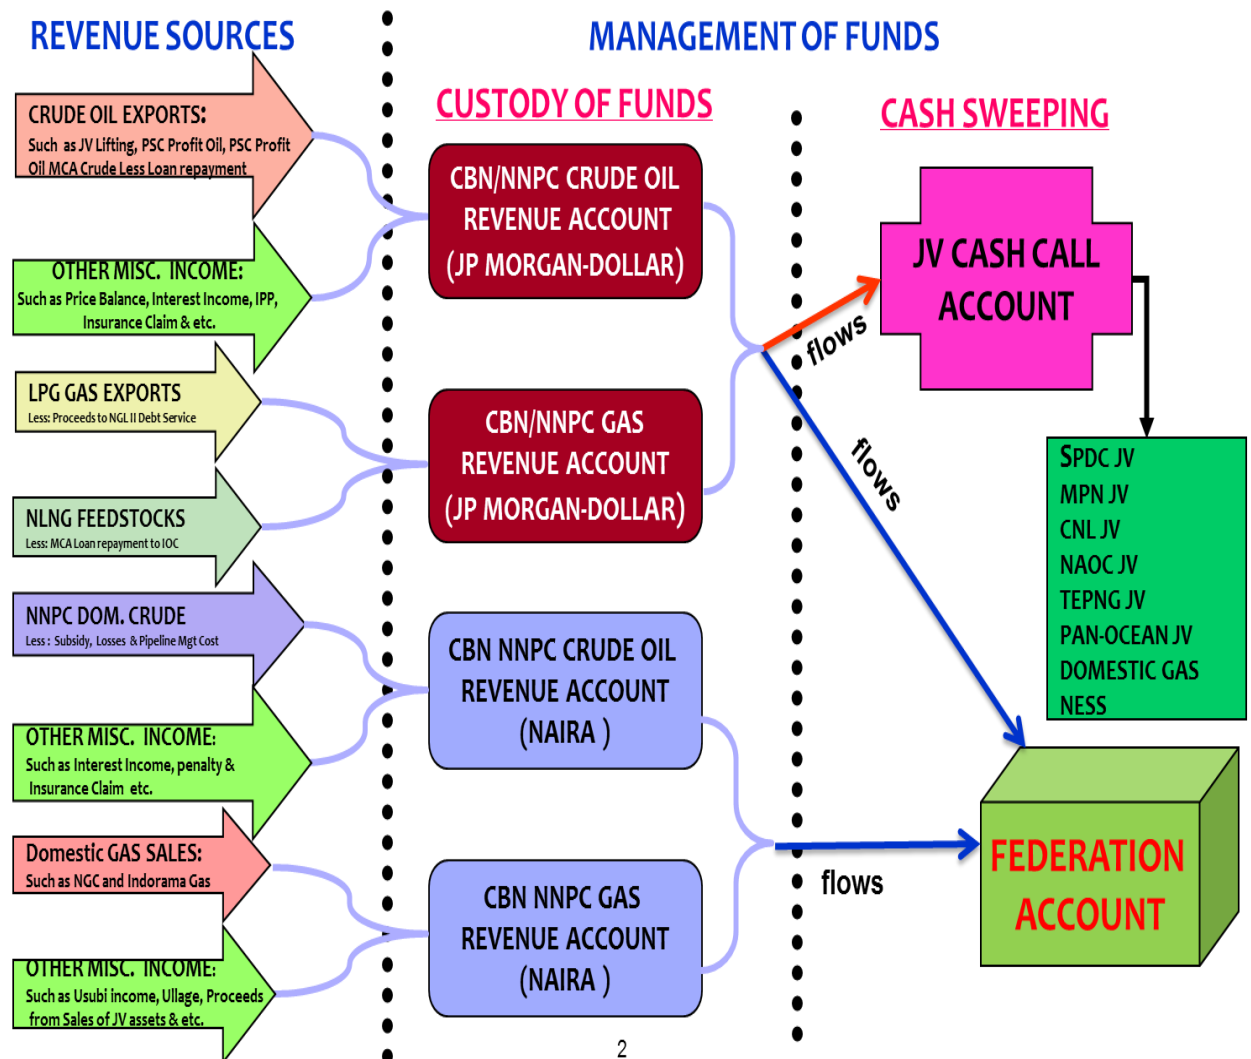 REVENUE SOURCES
MANAGEMENT OF FUNDS
CRUDE OIL EXPORTS:
Such as JV Lifting, PSC Profit Oil, PSC Profit
Oil MCA Crude Less Loan repayment
OTHER MISC. INCOME:
Such as Price Balance, Interest Income, IPP,
Insurance Claim & etc.
LPG GAS EXPORTS
Less: Proceeds to NGL II Debt Service
NLNG FEEDSTOCKS
Less: MCA Loan repayment to IOC
NNPC DOM. CRUDE
Less : Subsidy, Losses & Pipeline Mgt Cost
OTHER MISC. INCOME:
Such as Interest Income, penalty &
Insurance Claim etc.
Domestic GAS SALES:
Such as NGC and Indorama Gas
OTHER MISC. INCOME:
Such as Usubi income, Ullage, Proceeds
from Sales of JV assets & etc.
CUSTODY OF FUNDS
CBN/NNPC CRUDE OIL
REVENUE ACCOUNT
(JP MORGAN-DOLLAR)
CBN/NNPC GAS
REVENUE ACCOUNT
(JP MORGAN-DOLLAR)
CBN NNPC CRUDE OIL
REVENUE ACCOUNT
(NAIRA )
CBN NNPC GAS
REVENUE ACCOUNT
(NAIRA )
CASH SWEEPING
JV CASH CALL
ACCOUNT
flows
flows
SPDC JV
MPN JV
CNL JV
NAOC JV
TEPNG JV
PAN-OCEAN JV
DOMESTIC GAS
NESS
flows
FEDERATION
ACCOUNT
2